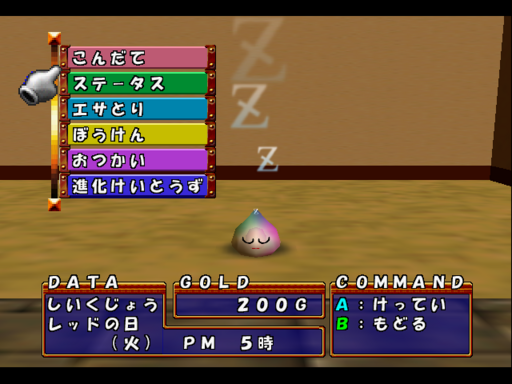 こんだて
ステータス
エサとり
ぼうけん
おつかい
進化けいとうず
Z
Z
Z
DATA
しいくじょう
レッドの日
(火) PM 5時
GOLD
200G
COMMAND
A:けってい
B:もどる